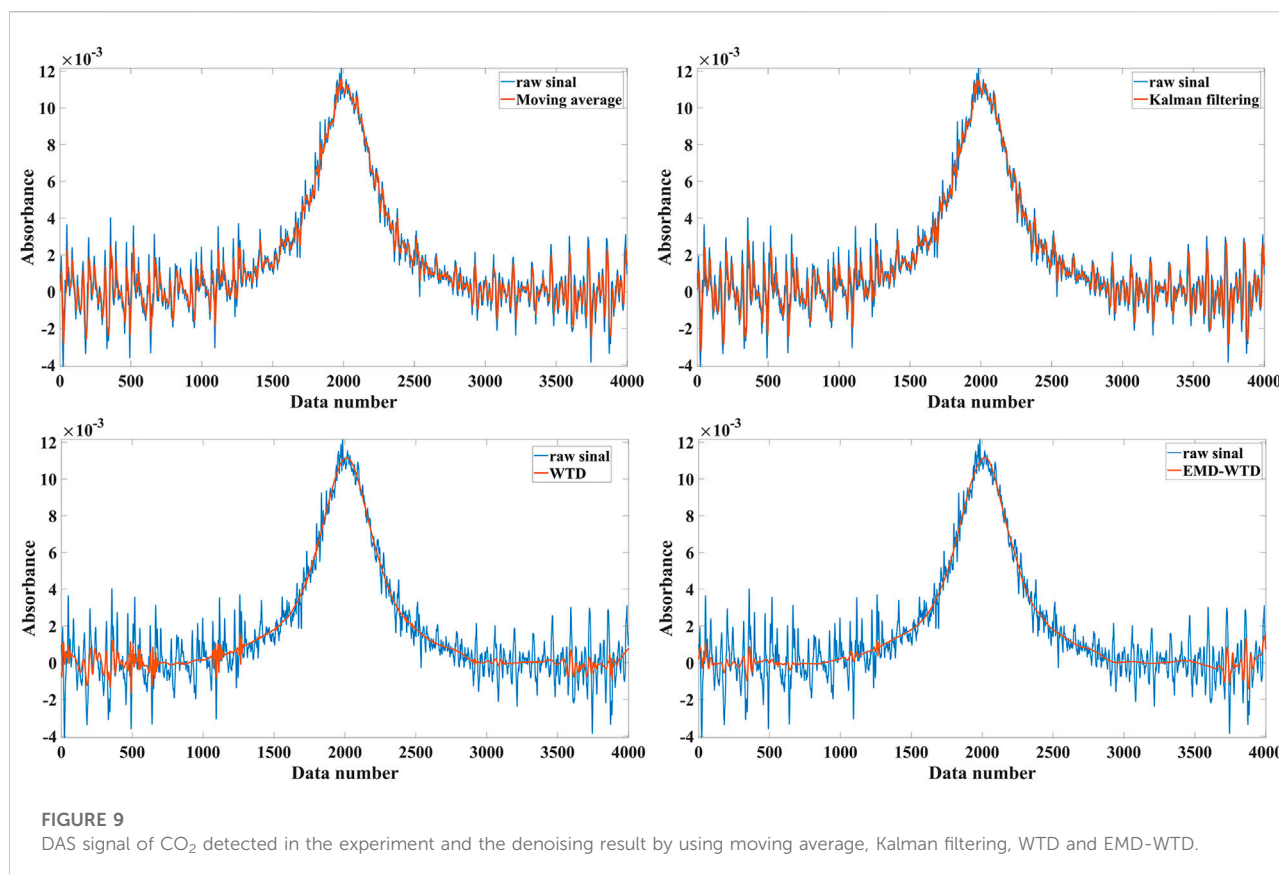 ×10⁻³
12
10
8
6
4
2
0
-2
-4
Absorbance
raw sinal
Moving average
0 500 1000 1500 2000 2500 3000 3500 4000
Data number
×10⁻³
12
10
8
6
4
2
0
-2
-4
Absorbance
raw sinal
Kalman filtering
0 500 1000 1500 2000 2500 3000 3500 4000
Data number
×10⁻³
12
10
8
6
4
2
0
-2
-4
Absorbance
raw sinal
WTD
0 500 1000 1500 2000 2500 3000 3500 4000
Data number
×10⁻³
12
10
8
6
4
2
0
-2
-4
Absorbance
raw sinal
EMD-WTD
0 500 1000 1500 2000 2500 3000 3500 4000
Data number
FIGURE 9
DAS signal of CO₂ detected in the experiment and the denoising result by using moving average, Kalman filtering, WTD and EMD-WTD.